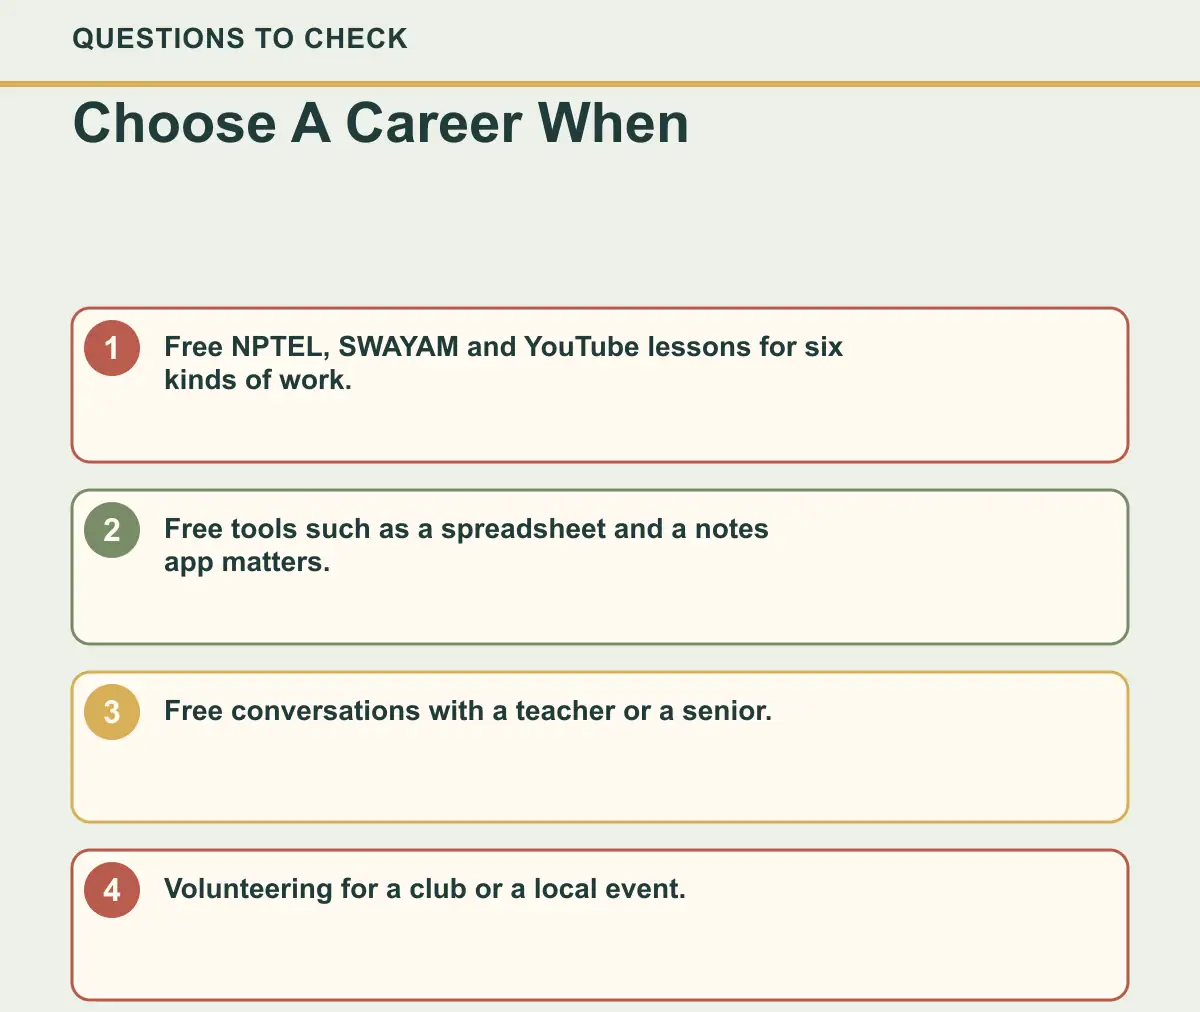 QUESTIONS TO CHECK
Choose A Career When
1
Free NPTEL, SWAYAM and YouTube lessons for six
kinds of work.
2
Free tools such as a spreadsheet and a notes
app matters.
3
Free conversations with a teacher or a senior.
4
Volunteering for a club or a local event.